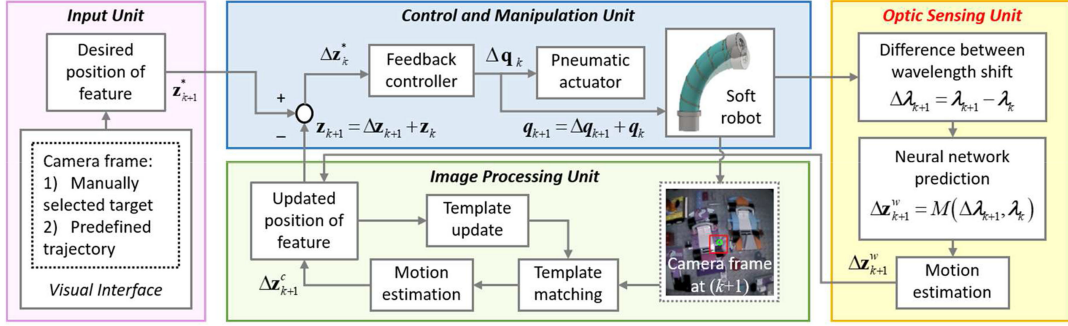 Input Unit
Desired
position of
feature
z*ₖ₊₁
Camera frame:
1) Manually
selected target
2) Predefined
trajectory
Visual Interface
Control and Manipulation Unit
Δz*ₖ
Feedback
controller
Δqₖ
Pneumatic
actuator
Soft
robot
+
−
zₖ₊₁ = Δzₖ₊₁ + zₖ
qₖ₊₁ = Δqₖ₊₁ + qₖ
Image Processing Unit
Updated
position of
feature
Template
update
Δzᶜₖ₊₁
Motion
estimation
Template
matching
Camera frame
at (k+1)
Optic Sensing Unit
Difference between
wavelength shift
Δλₖ₊₁ = λₖ₊₁ − λₖ
Neural network
prediction
Δzʷₖ₊₁ = M(Δλₖ₊₁, λₖ)
Δzʷₖ₊₁
Motion
estimation